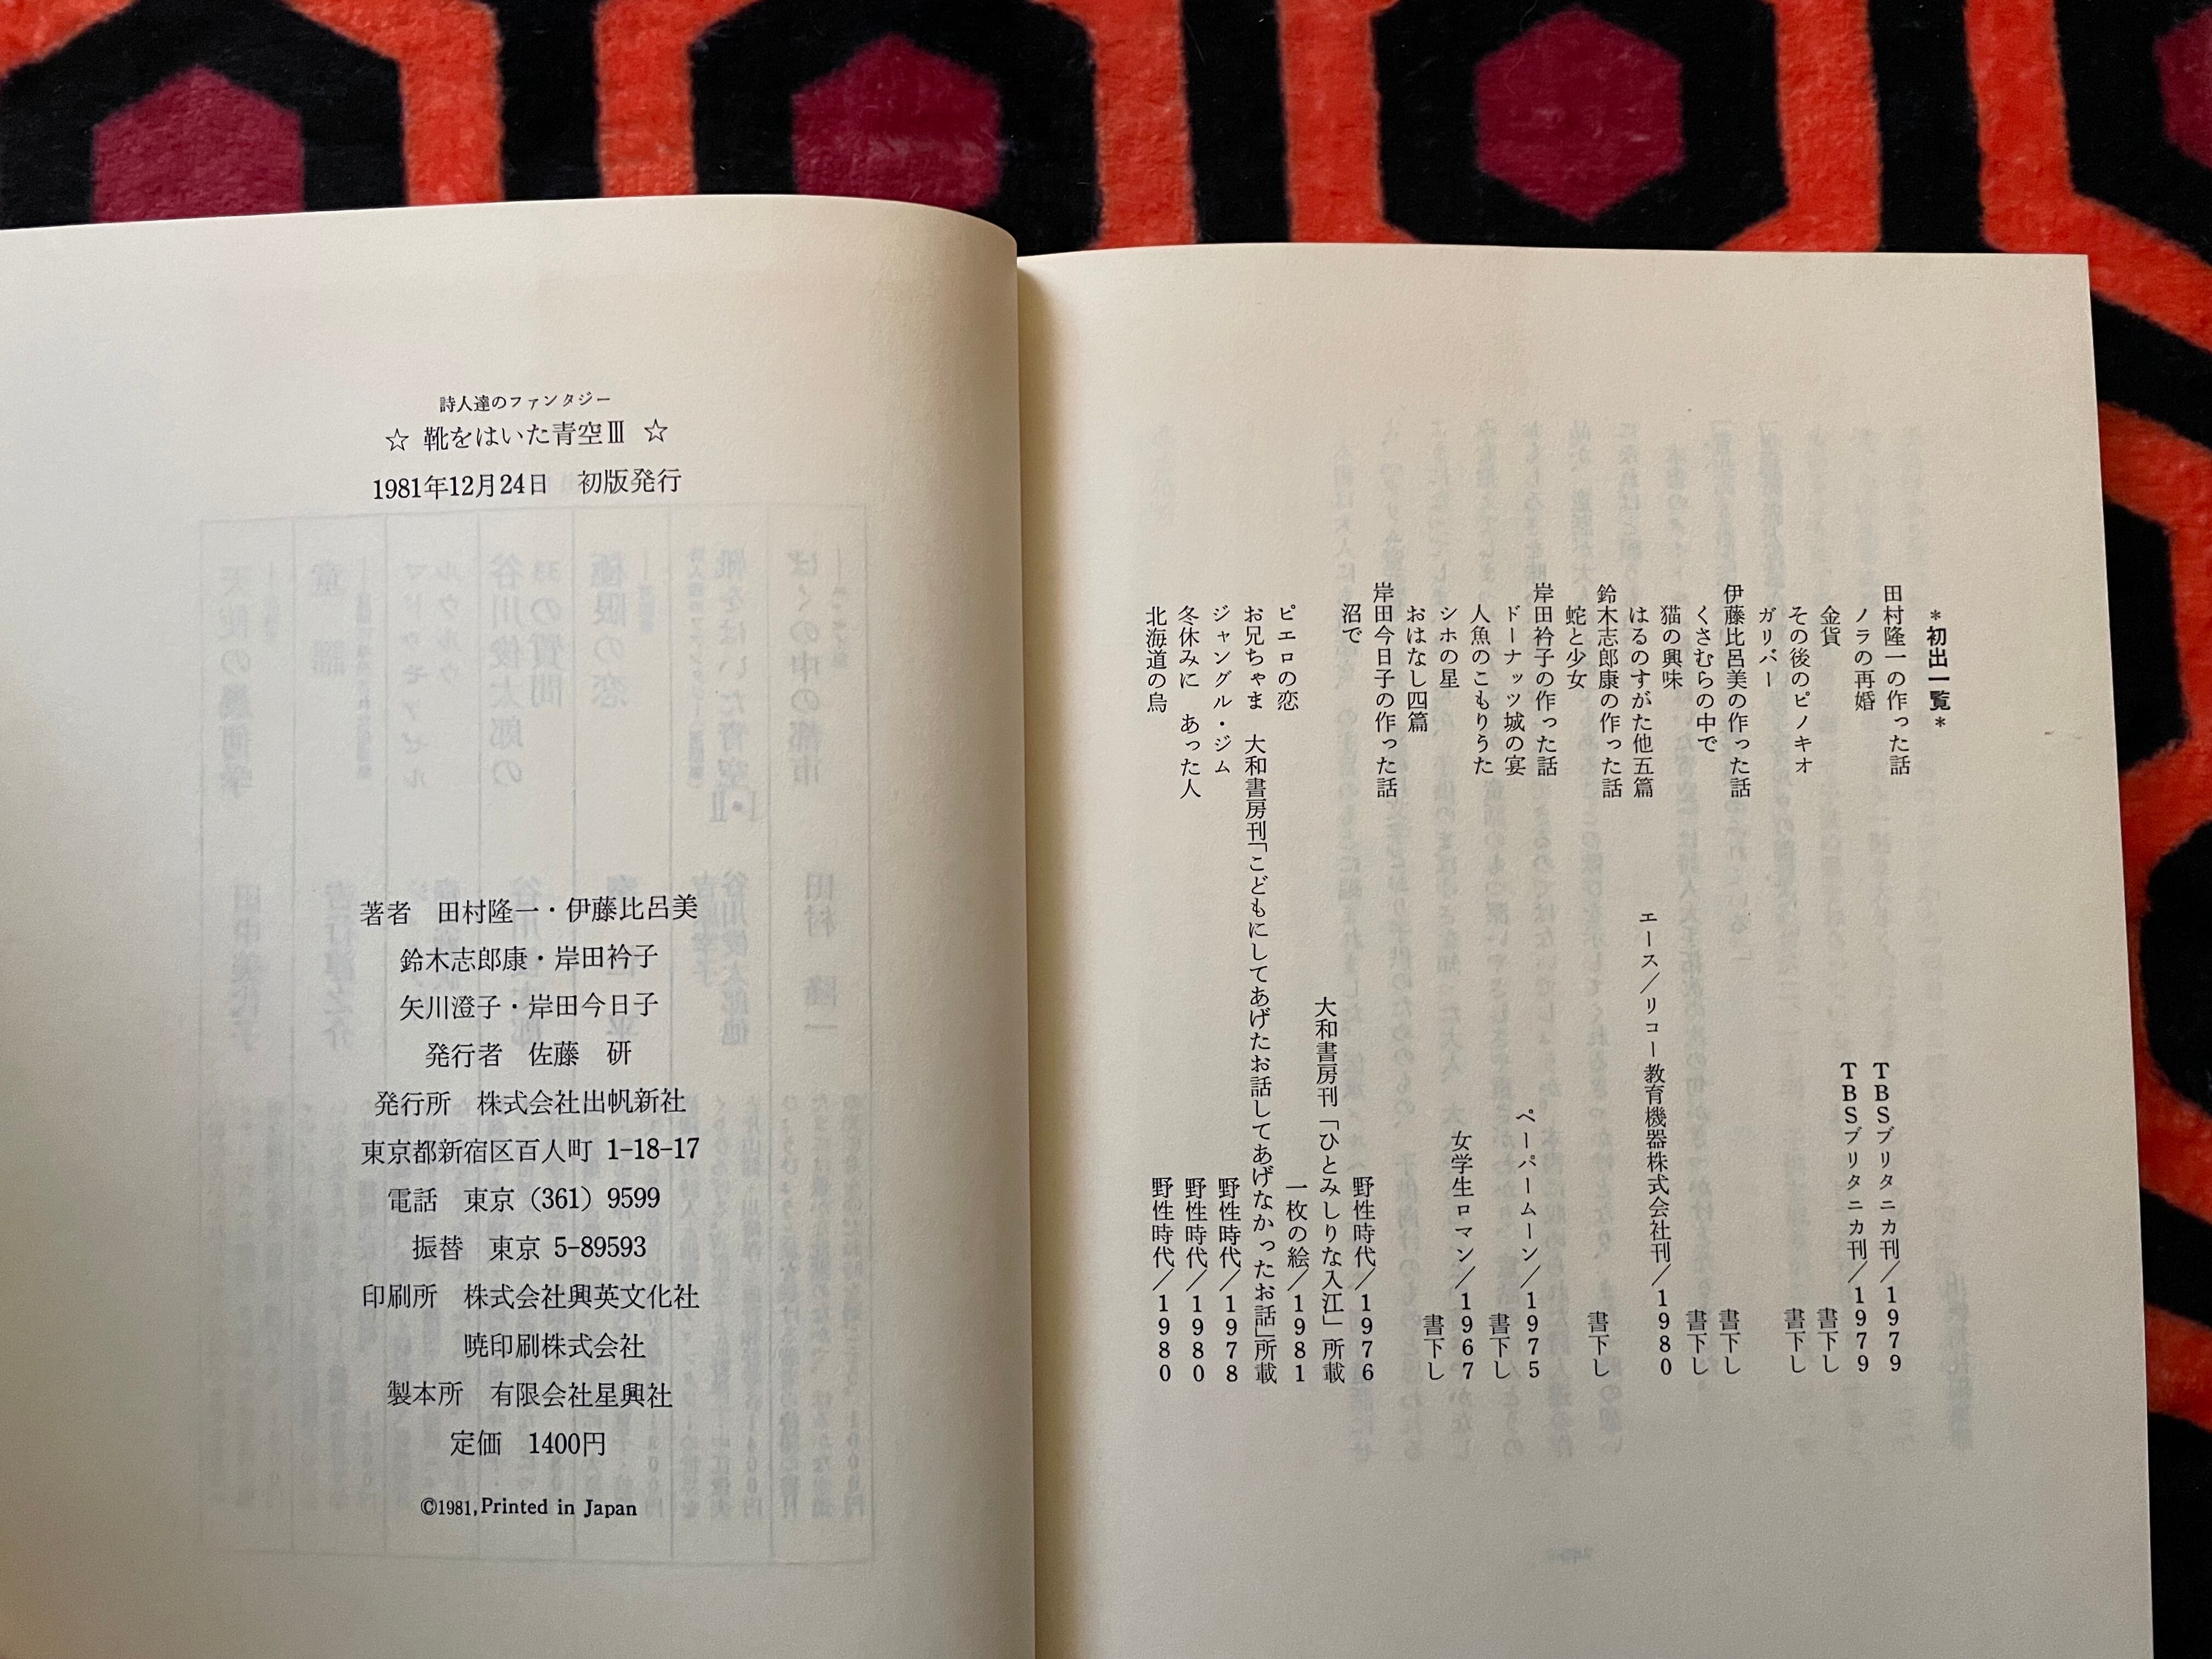 ＊初出一覧＊
田村隆一の作った話
ノラの再婚　TBSブリタニカ刊／1979
金貨　TBSブリタニカ刊／1979
その後のピノキオ　書下し
ガリバー　書下し
伊藤比呂美の作った話
くさむらの中で　書下し
猫の興味　書下し
はるのすがた他五篇　エース／リコー教育機器株式会社刊／1980
鈴木志郎康の作った話
蛇と少女　書下し
岸田衿子の作った話
ドーナッツ城の宴　ペーパームーン／1975
人魚のこもりうた　書下し
シホの星　女学生ロマン／1967
おはなし四篇　書下し
岸田今日子の作った話
沼で　野性時代／1976
大和書房刊「ひとみしりな入江」所載
ピエロの恋　一枚の絵／1981
お兄ちゃま　大和書房刊「こどもにしてあげたお話してあげなかったお話」所載
ジャングル・ジム　野性時代／1978
冬休みに　あった人　野性時代／1980
北海道の烏　野性時代／1980
詩人達のファンタジー
☆ 靴をはいた青空Ⅲ ☆
1981年12月24日　初版発行
著者　田村隆一・伊藤比呂美
鈴木志郎康・岸田衿子
矢川澄子・岸田今日子
発行者　佐藤　研
発行所　株式会社出帆新社
東京都新宿区百人町 1-18-17
電話　東京（361）9599
振替　東京 5-89593
印刷所　株式会社興英文化社
暁印刷株式会社
製本所　有限会社星興社
定価　1400円
©1981, Printed in Japan